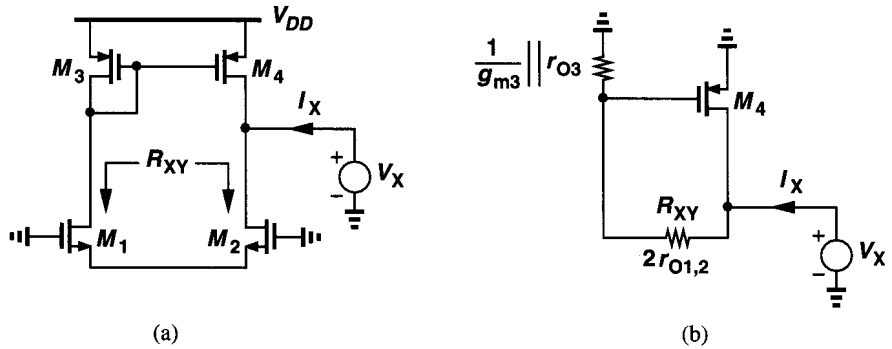 V_DD
M_3
M_4
I_X
R_XY
+
−
V_X
M_1
M_2
(a)
1/g_m3 || r_O3
M_4
I_X
R_XY
2r_O1,2
+
−
V_X
(b)